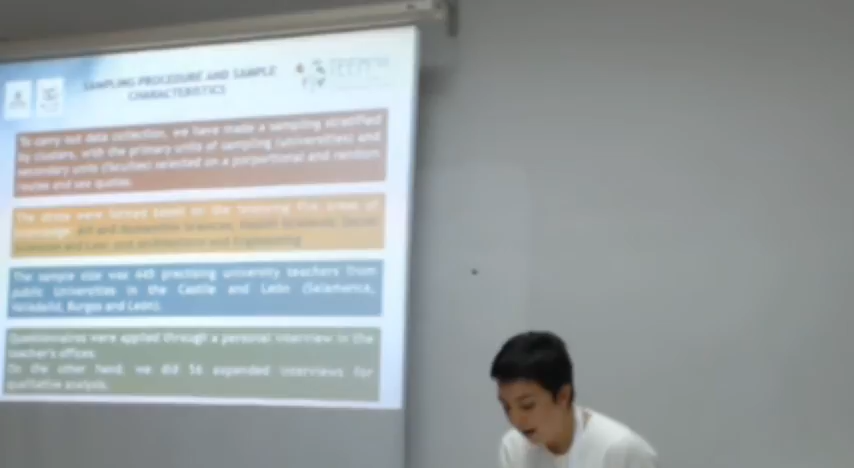 SAMPLING PROCEDURE AND SAMPLE
CHARACTERISTICS
To carry out data collection, we have made a sampling stratified
by clusters, with the primary units of sampling (universities) and
secondary units (faculties) selected on a proportional and random
routes and sex quotas.
The strata were formed based on the following five areas of
knowledge: Art and Humanities Sciences, Health Sciences, Social
Sciences and Law and Architecture and Engineering
The sample size was 445 practising university teachers from
public Universities in the Castile and León (Salamanca,
Valladolid, Burgos and León).
Questionnaires were applied through a personal interview in the
teacher's offices.
On the other hand, we did 56 expended interviews for
qualitative analysis.